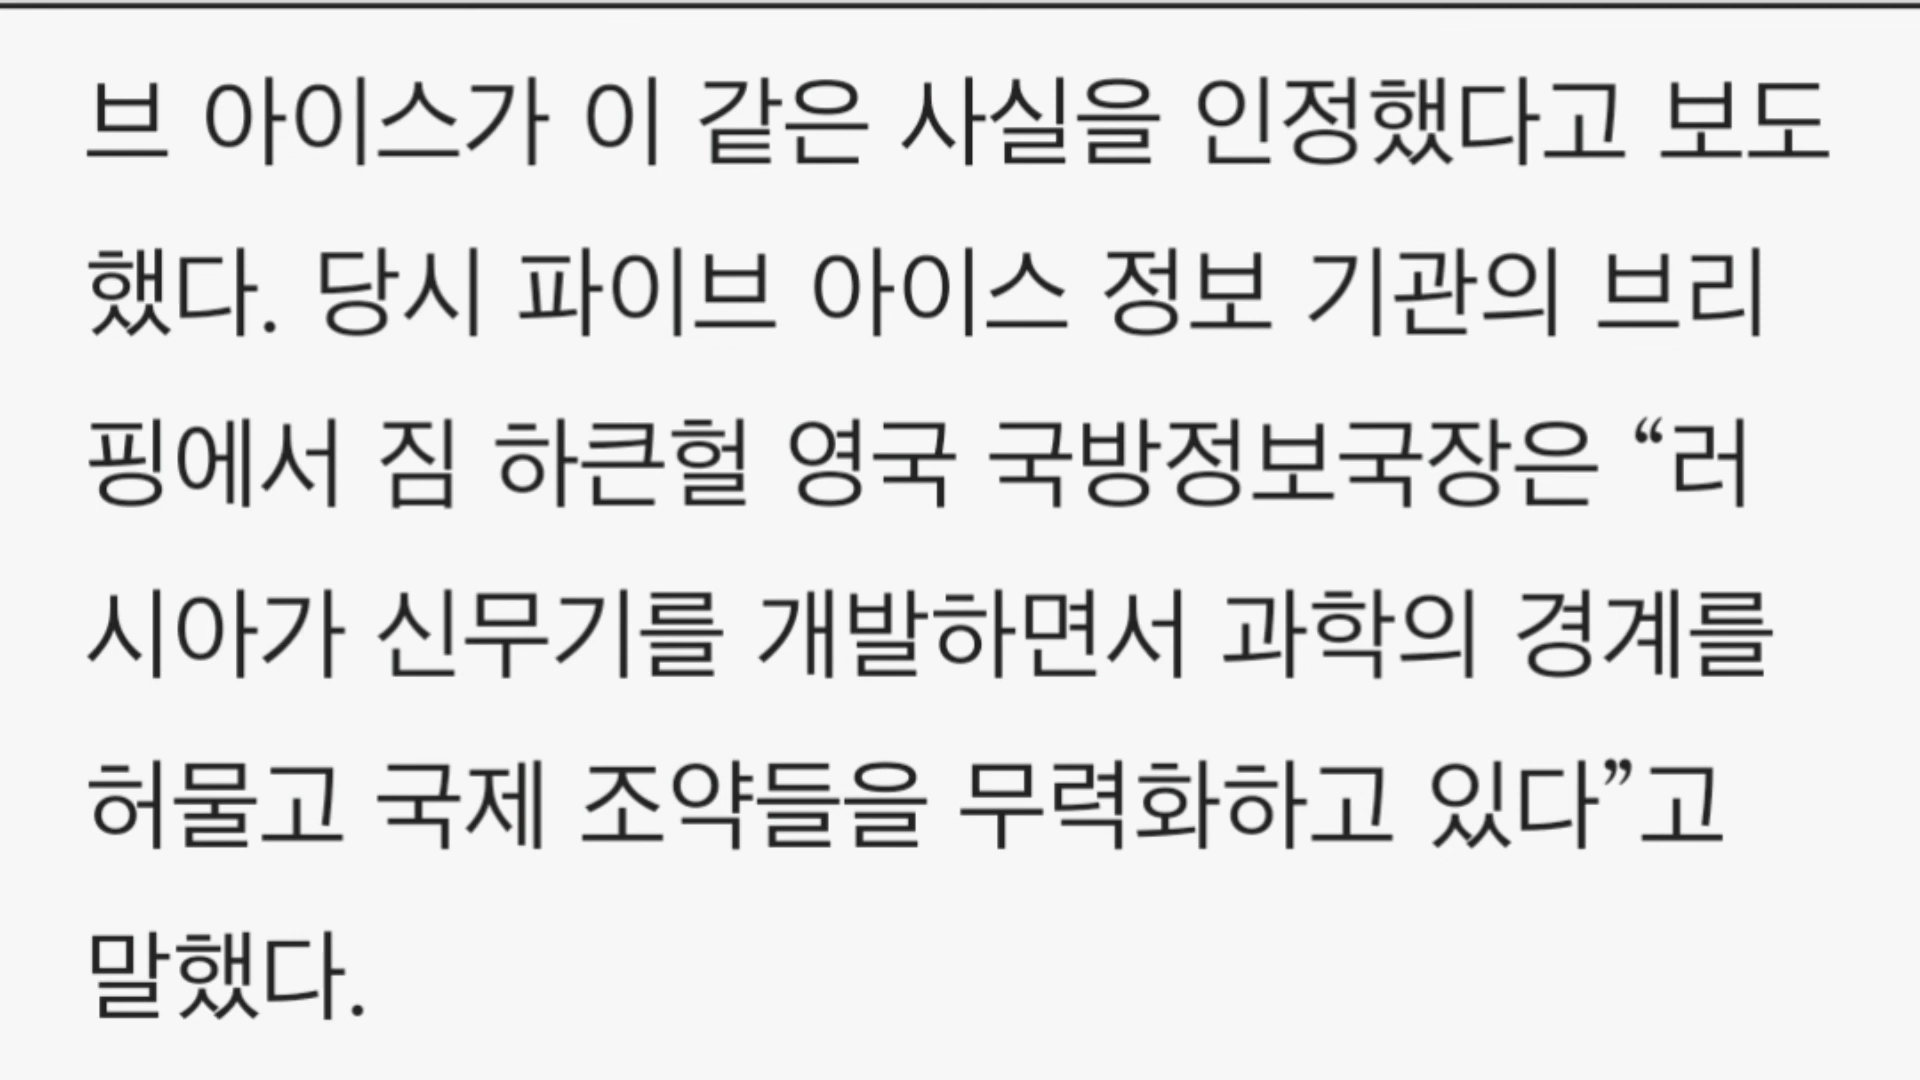 브 아이스가 이 같은 사실을 인정했다고 보도
했다. 당시 파이브 아이스 정보 기관의 브리
핑에서 짐 하큰헐 영국 국방정보국장은 “러
시아가 신무기를 개발하면서 과학의 경계를
허물고 국제 조약들을 무력화하고 있다”고
말했다.